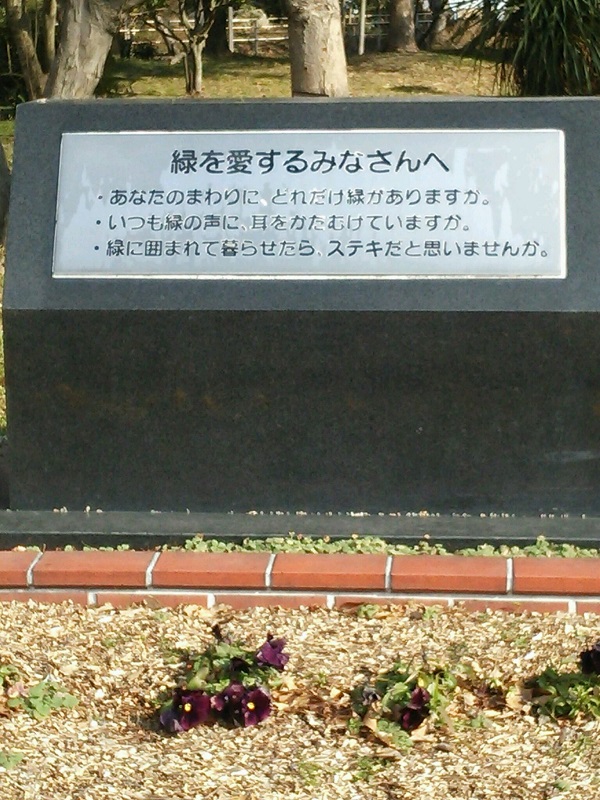 緑を愛するみなさんへ
・あなたのまわりに、どれだけ緑がありますか。
・いつも緑の声に、耳をかたむけていますか。
・緑に囲まれて暮らせたら、ステキだと思いませんか。